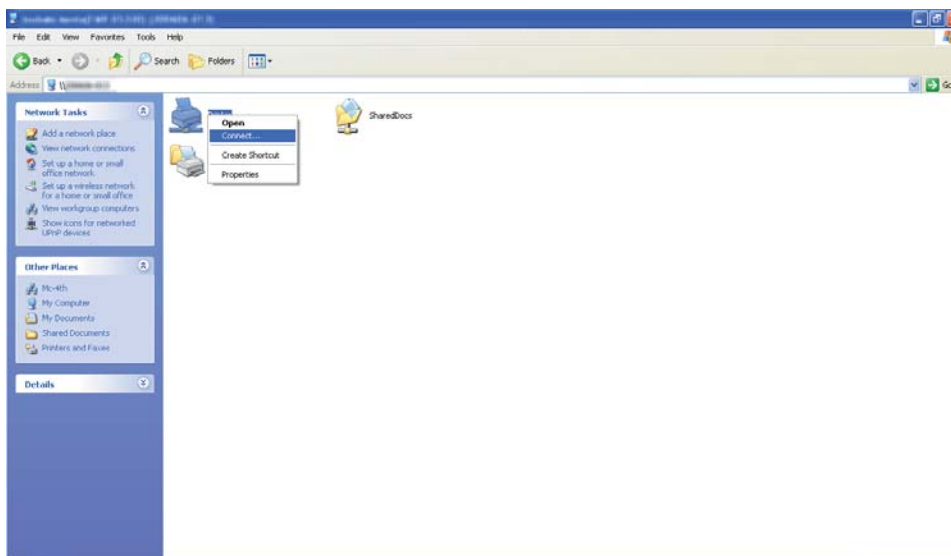 File Edit View Favorites Tools Help
Back Search Folders
Address \\
Network Tasks
Add a network place
View network connections
Set up a home or small
office network
Set up a wireless network
for a home or small office
View workgroup computers
Show icons for networked
UPnP devices
Other Places
Mc-4th
My Computer
My Documents
Shared Documents
Printers and Faxes
Details
Open
Connect...
Create Shortcut
Properties
SharedDocs